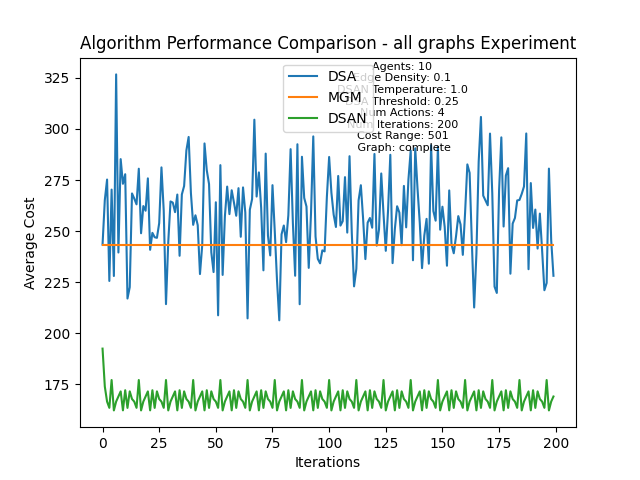 Algorithm Performance Comparison - all graphs Experiment
Average Cost
325
300
275
250
225
200
175
DSA
MGM
DSAN
Agents: 10
Density: 0.1
Temperature: 1.0
Threshold: 0.25
Actions: 4
Iterations: 200
Cost Range: 501
Graph: complete
0
25
50
75
100
125
150
175
200
Iterations